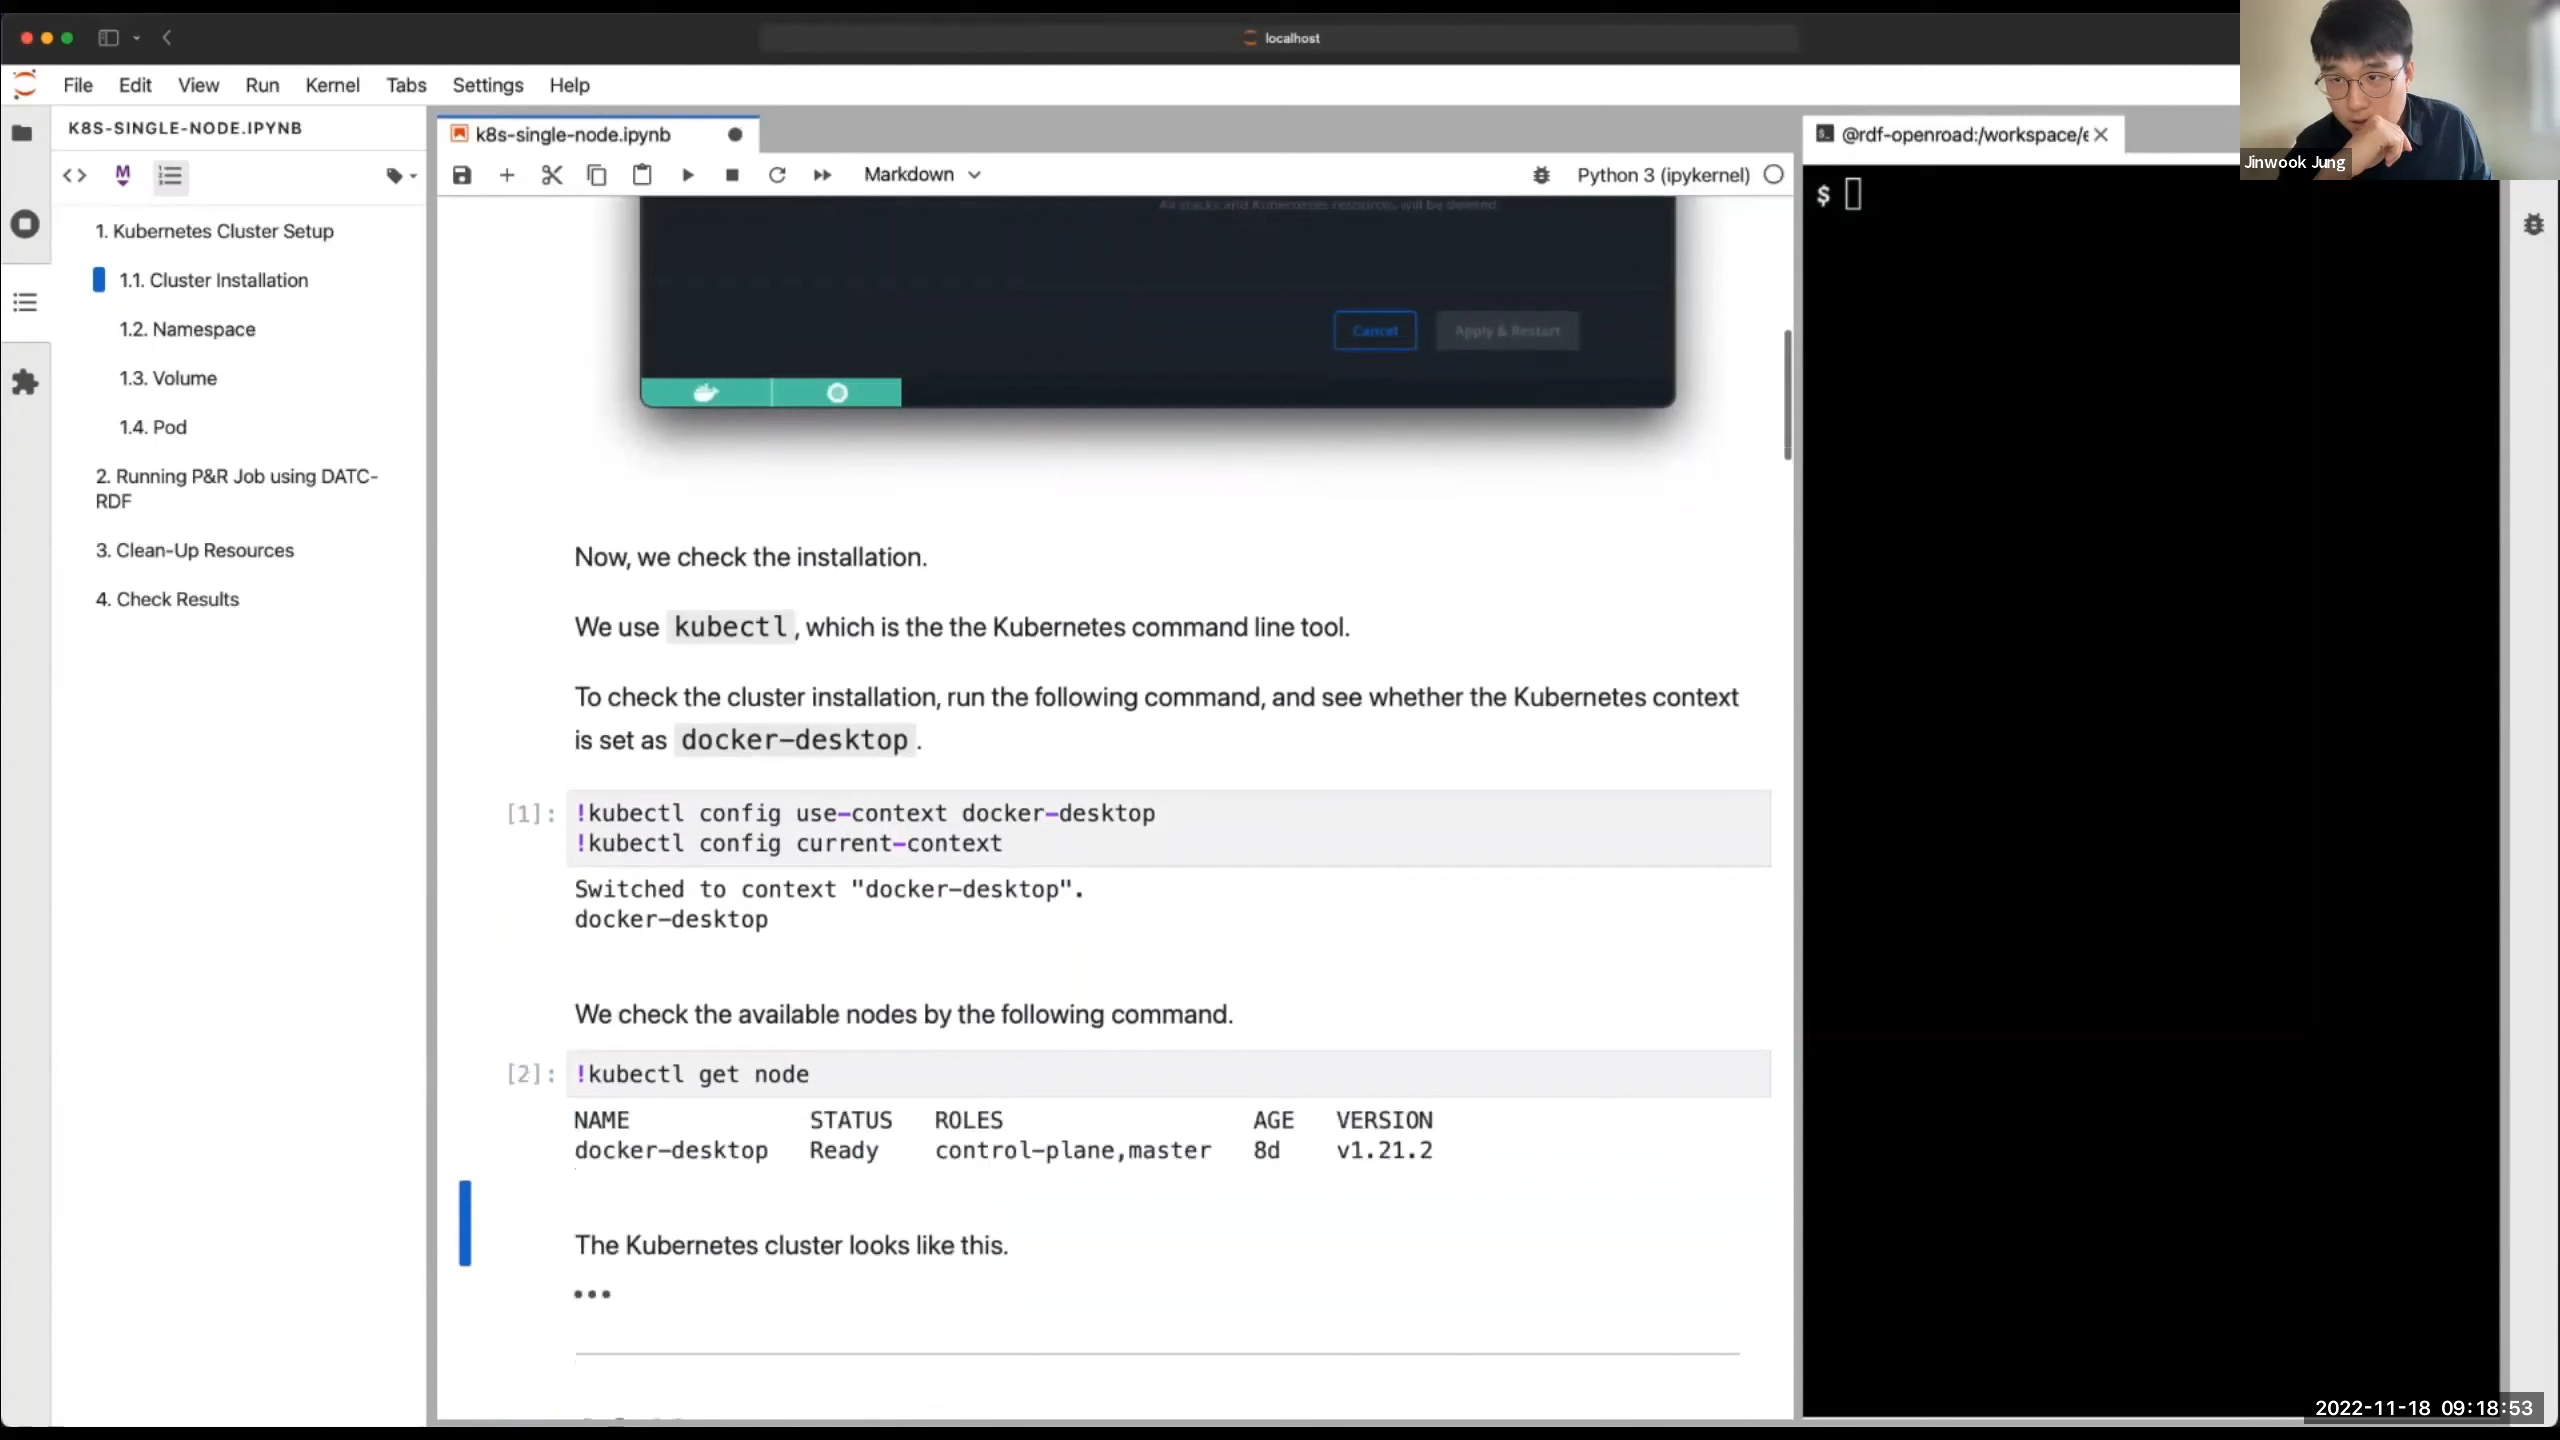 localhost
File Edit View Run Kernel Tabs Settings Help
Jinwook Jung
K8S-SINGLE-NODE.IPYNB
1. Kubernetes Cluster Setup
1.1. Cluster Installation
1.2. Namespace
1.3. Volume
1.4. Pod
2. Running P&R Job using DATC-
RDF
3. Clean-Up Resources
4. Check Results
k8s-single-node.ipynb
Markdown
Python 3 (ipykernel)
All stacks and Kubernetes resources will be deleted.
Cancel Apply & Restart
Now, we check the installation.
We use kubectl, which is the the Kubernetes command line tool.
To check the cluster installation, run the following command, and see whether the Kubernetes context
is set as docker-desktop.
[1]: !kubectl config use-context docker-desktop
!kubectl config current-context
Switched to context "docker-desktop".
docker-desktop
We check the available nodes by the following command.
[2]: !kubectl get node
NAME STATUS ROLES AGE VERSION
docker-desktop Ready control-plane,master 8d v1.21.2
The Kubernetes cluster looks like this.
•••
@rdf-openroad:/workspace/e
$
2022-11-18 09:18:53